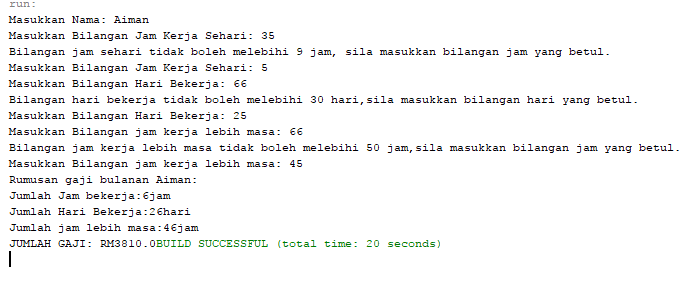 run:
Masukkan Nama: Aiman
Masukkan Bilangan Jam Kerja Sehari: 35
Bilangan jam sehari tidak boleh melebihi 9 jam, sila masukkan bilangan jam yang betul.
Masukkan Bilangan Jam Kerja Sehari: 5
Masukkan Bilangan Hari Bekerja: 66
Bilangan hari bekerja tidak boleh melebihi 30 hari,sila masukkan bilangan hari yang betul.
Masukkan Bilangan Hari Bekerja: 25
Masukkan Bilangan jam kerja lebih masa: 66
Bilangan jam kerja lebih masa tidak boleh melebihi 50 jam,sila masukkan bilangan jam yang betul.
Masukkan Bilangan jam kerja lebih masa: 45
Rumusan gaji bulanan Aiman:
Jumlah Jam bekerja:6jam
Jumlah Hari Bekerja:26hari
Jumlah jam lebih masa:46jam
JUMLAH GAJI: RM3810.0BUILD SUCCESSFUL (total time: 20 seconds)